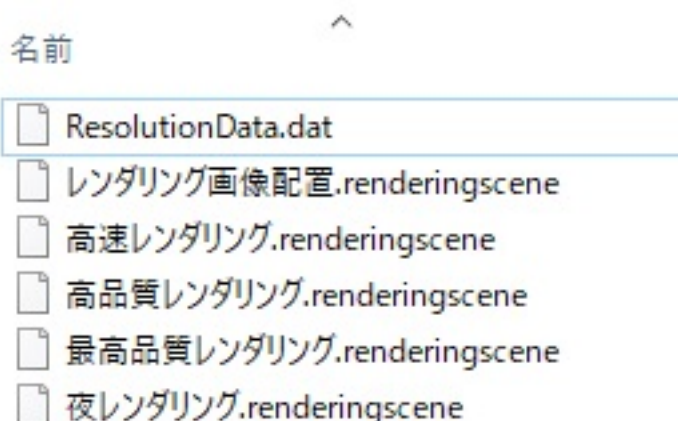 名前
ResolutionData.dat
レンダリング画像配置.renderingscene
高速レンダリング.renderingscene
高品質レンダリング.renderingscene
最高品質レンダリング.renderingscene
夜レンダリング.renderingscene